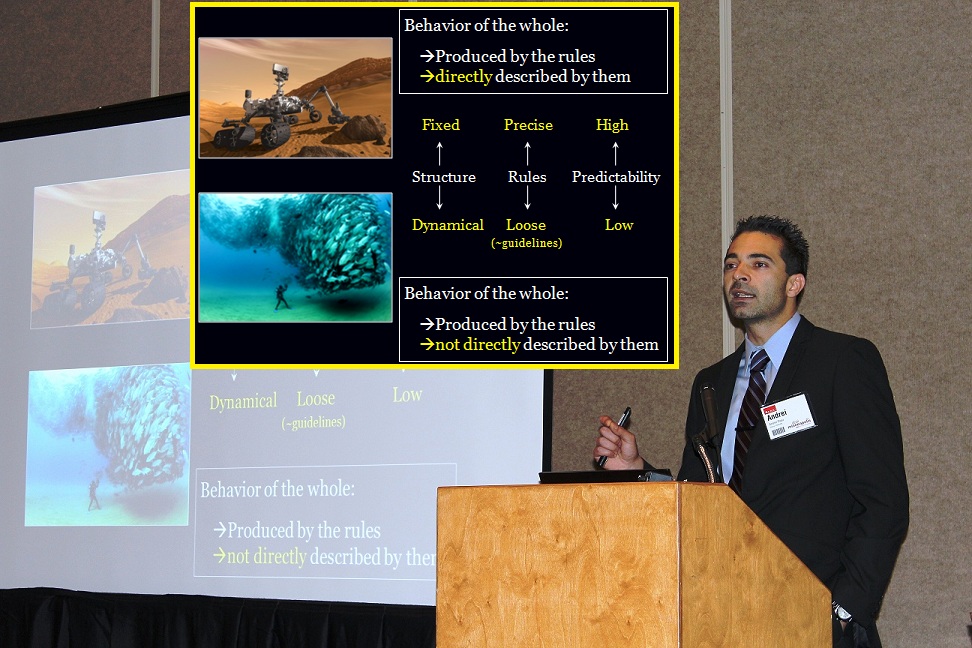 Behavior of the whole:
→Produced by the rules
→directly described by them
Fixed Precise High
Structure Rules Predictability
Dynamical Loose Low
(~guidelines)
Behavior of the whole:
→Produced by the rules
→not directly described by them
Dynamical Loose Low
(~guidelines)
Behavior of the whole:
→Produced by the rules
→not directly described by them
Andrei